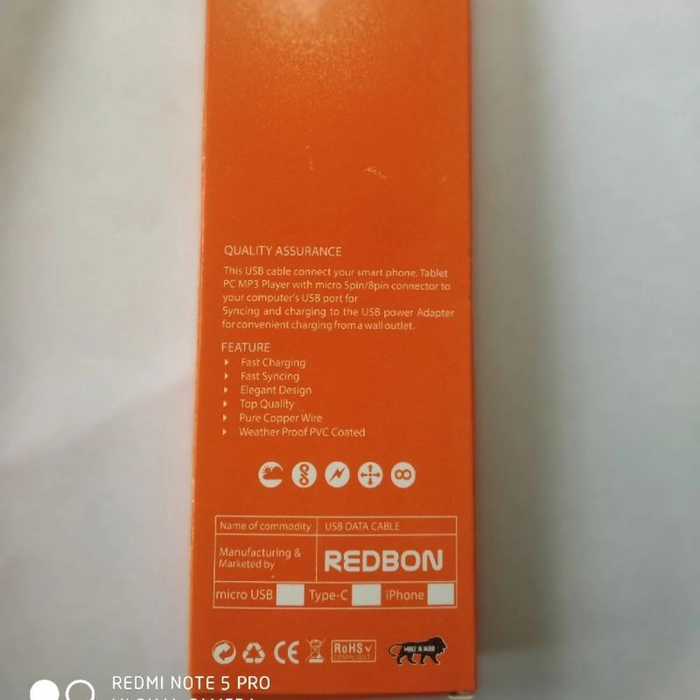 QUALITY ASSURANCE
This USB cable connect your smart phone, Tablet
PC MP3 Player with micro 5pin/8pin connector to
your computer's USB port for
Syncing and charging to the USB power Adapter
for convenient charging from a wall outlet.
FEATURE
Fast Charging
Fast Syncing
Elegant Design
Top Quality
Pure Copper Wire
Weather Proof PVC Coated
Name of commodity USB DATA CABLE
Manufacturing &
Marketed by
REDBON
micro USB Type-C iPhone
CE RoHS
COMPLIANT
MAKE IN INDIA
REDMI NOTE 5 PRO